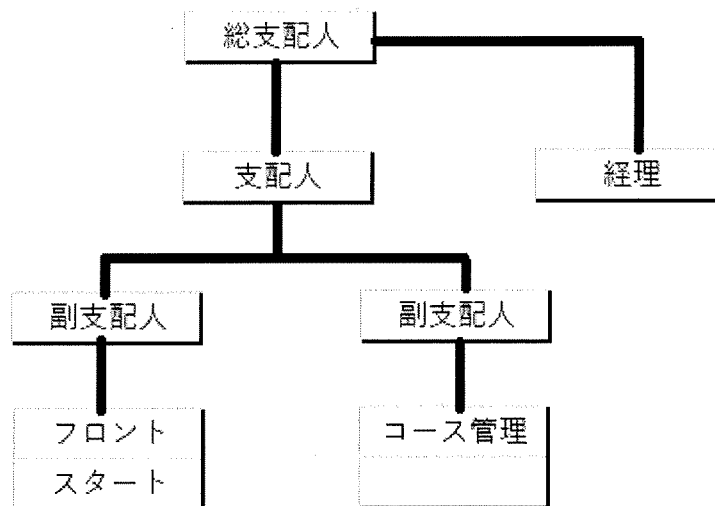 総支配人
支配人
経理
副支配人
副支配人
フロント
コース管理
スタート